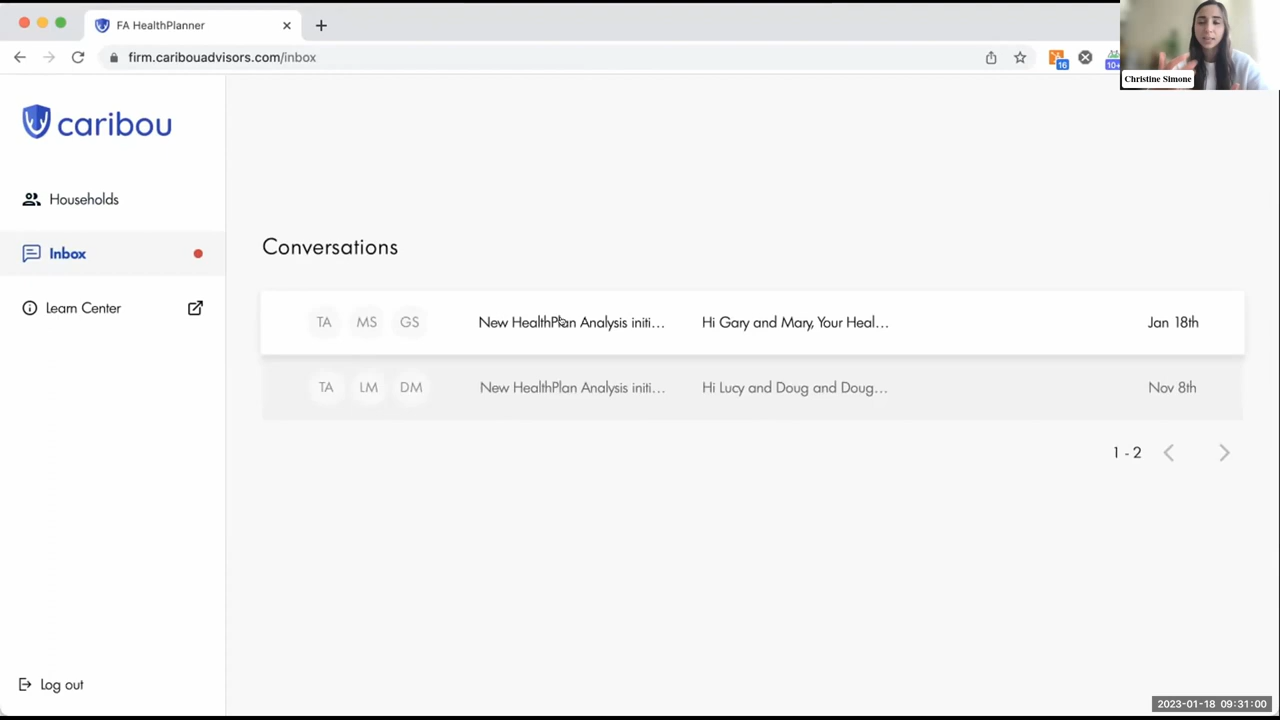 FA HealthPlanner
firm.caribouadvisors.com/inbox
16
10+
Christine Simone
caribou
Households
Inbox
Learn Center
Conversations
TA MS GS New HealthPlan Analysis initi... Hi Gary and Mary, Your Heal... Jan 18th
TA LM DM New HealthPlan Analysis initi... Hi Lucy and Doug and Doug... Nov 8th
1 - 2
Log out
2023-01-18 09:31:00